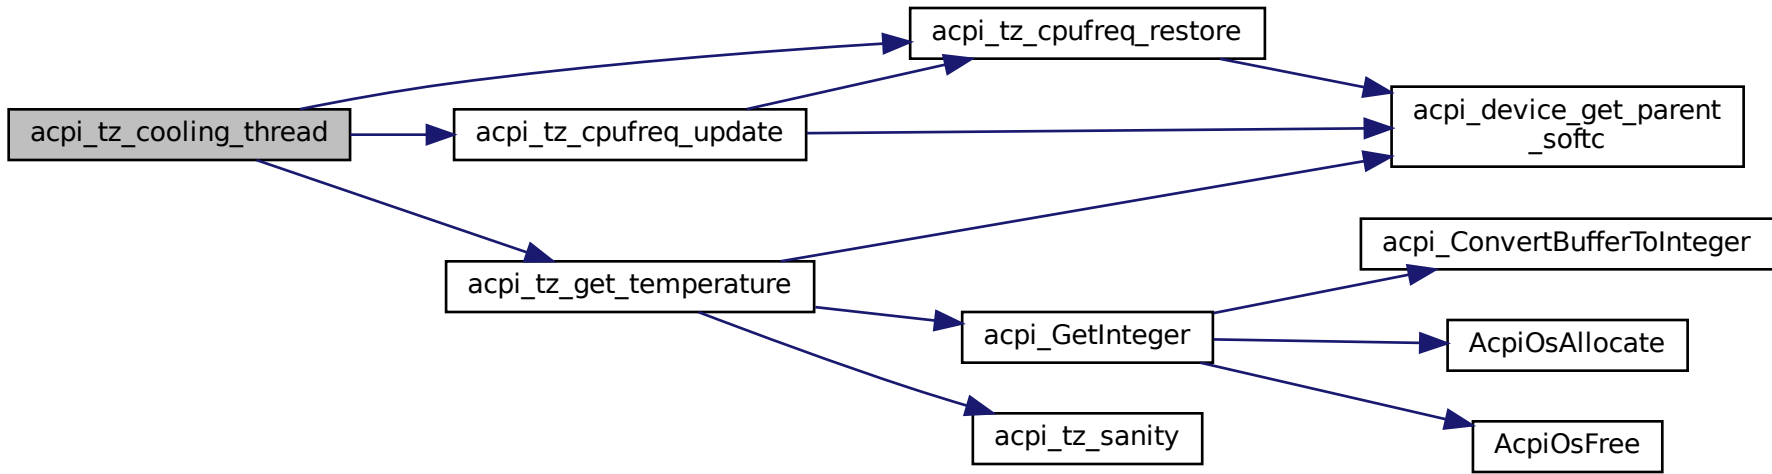 acpi_tz_cpufreq_restore
acpi_device_get_parent
_softc
acpi_tz_cooling_thread
acpi_tz_cpufreq_update
acpi_ConvertBufferToInteger
acpi_tz_get_temperature
acpi_GetInteger
AcpiOsAllocate
acpi_tz_sanity
AcpiOsFree